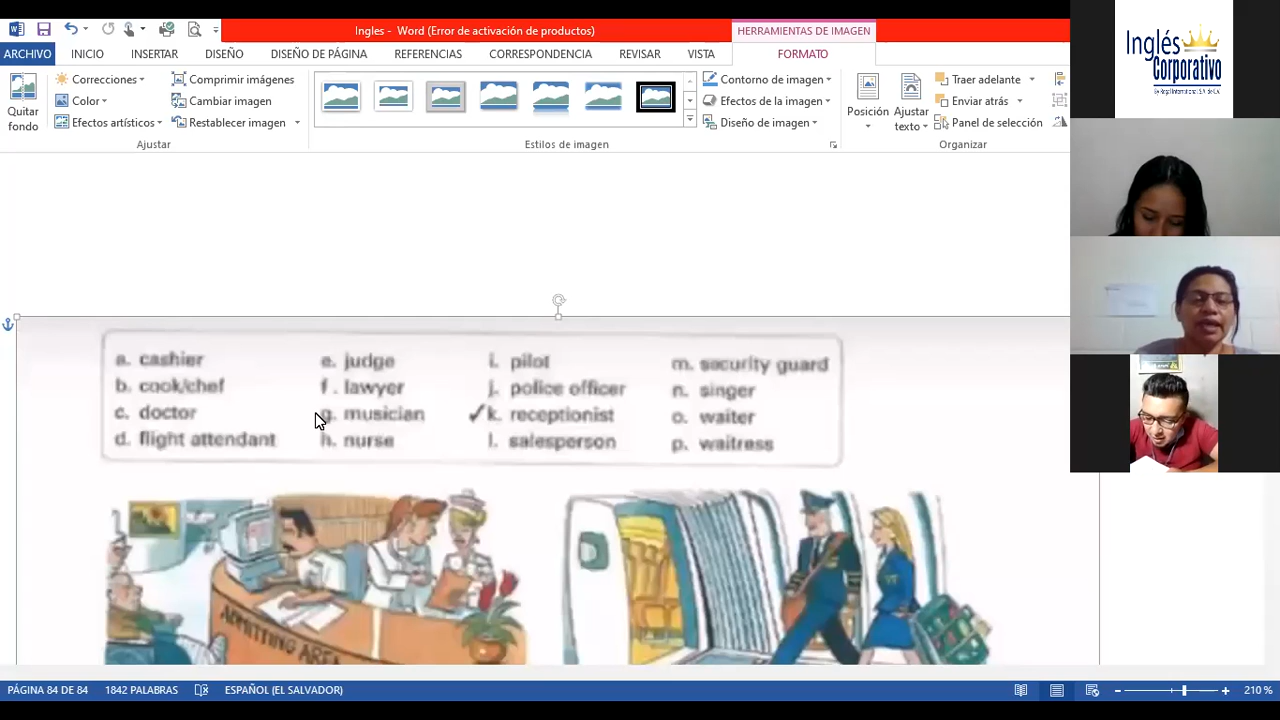 Ingles - Word (Error de activación de productos)
HERRAMIENTAS DE IMAGEN
ARCHIVO INICIO INSERTAR DISEÑO DISEÑO DE PÁGINA REFERENCIAS CORRESPONDENCIA REVISAR VISTA FORMATO
Quitar fondo
Correcciones
Color
Efectos artísticos
Comprimir imágenes
Cambiar imagen
Restablecer imagen
Ajustar
Estilos de imagen
Contorno de imagen
Efectos de la imagen
Diseño de imagen
Posición
Ajustar texto
Traer adelante
Enviar atrás
Panel de selección
Organizar
Inglés
Corporativo
a. cashier e. judge i. pilot m. security guard
b. cook/chef f. lawyer j. police officer n. singer
c. doctor g. musician ✓k. receptionist o. waiter
d. flight attendant h. nurse l. salesperson p. waitress
ADMITTING AREA
PÁGINA 84 DE 84 1842 PALABRAS ESPAÑOL (EL SALVADOR) 210 %